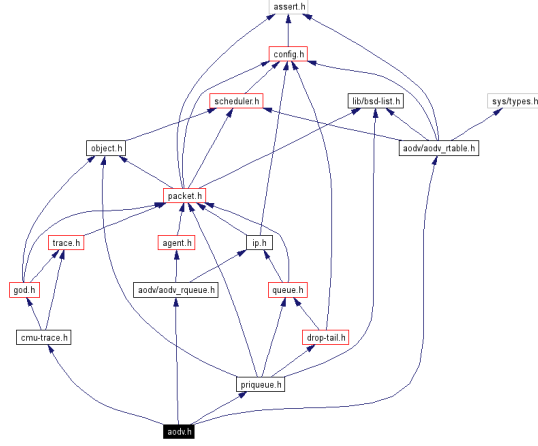 assert.h
config.h
scheduler.h
lib/bsd-list.h
sys/types.h
object.h
aodv/aodv_rtable.h
packet.h
trace.h
agent.h
ip.h
god.h
aodv/aodv_rqueue.h
queue.h
cmu-trace.h
drop-tail.h
priqueue.h
aodv.h